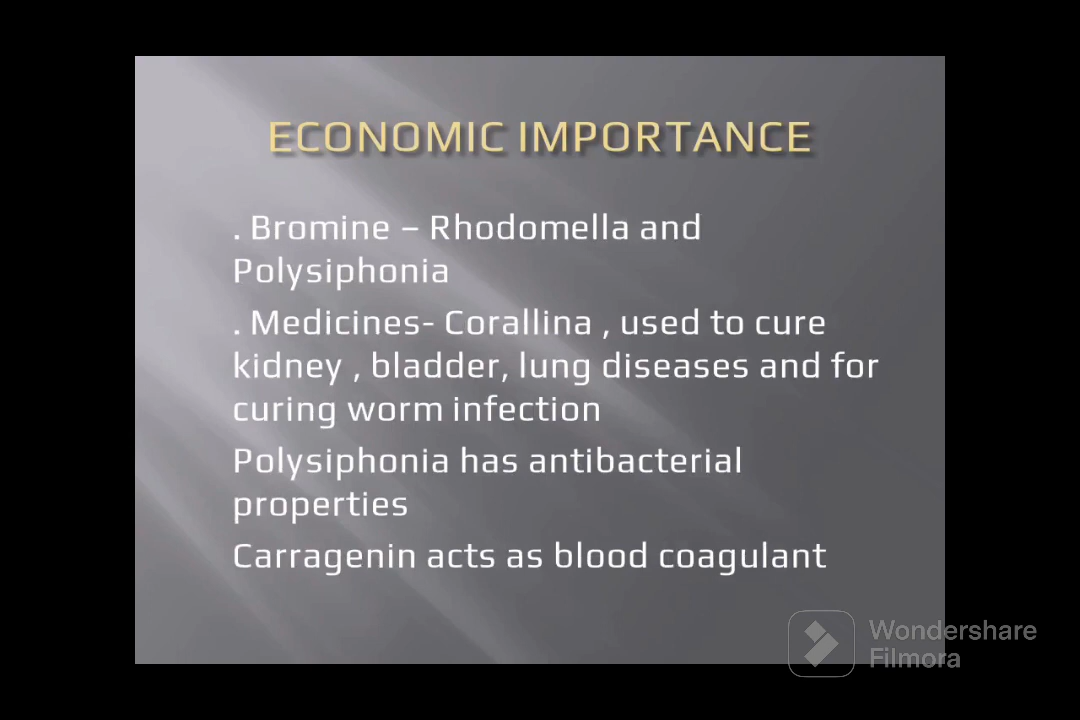 ECONOMIC IMPORTANCE
. Bromine – Rhodomella and
Polysiphonia
. Medicines- Corallina , used to cure
kidney , bladder, lung diseases and for
curing worm infection
Polysiphonia has antibacterial
properties
Carragenin acts as blood coagulant
Wondershare
Filmora